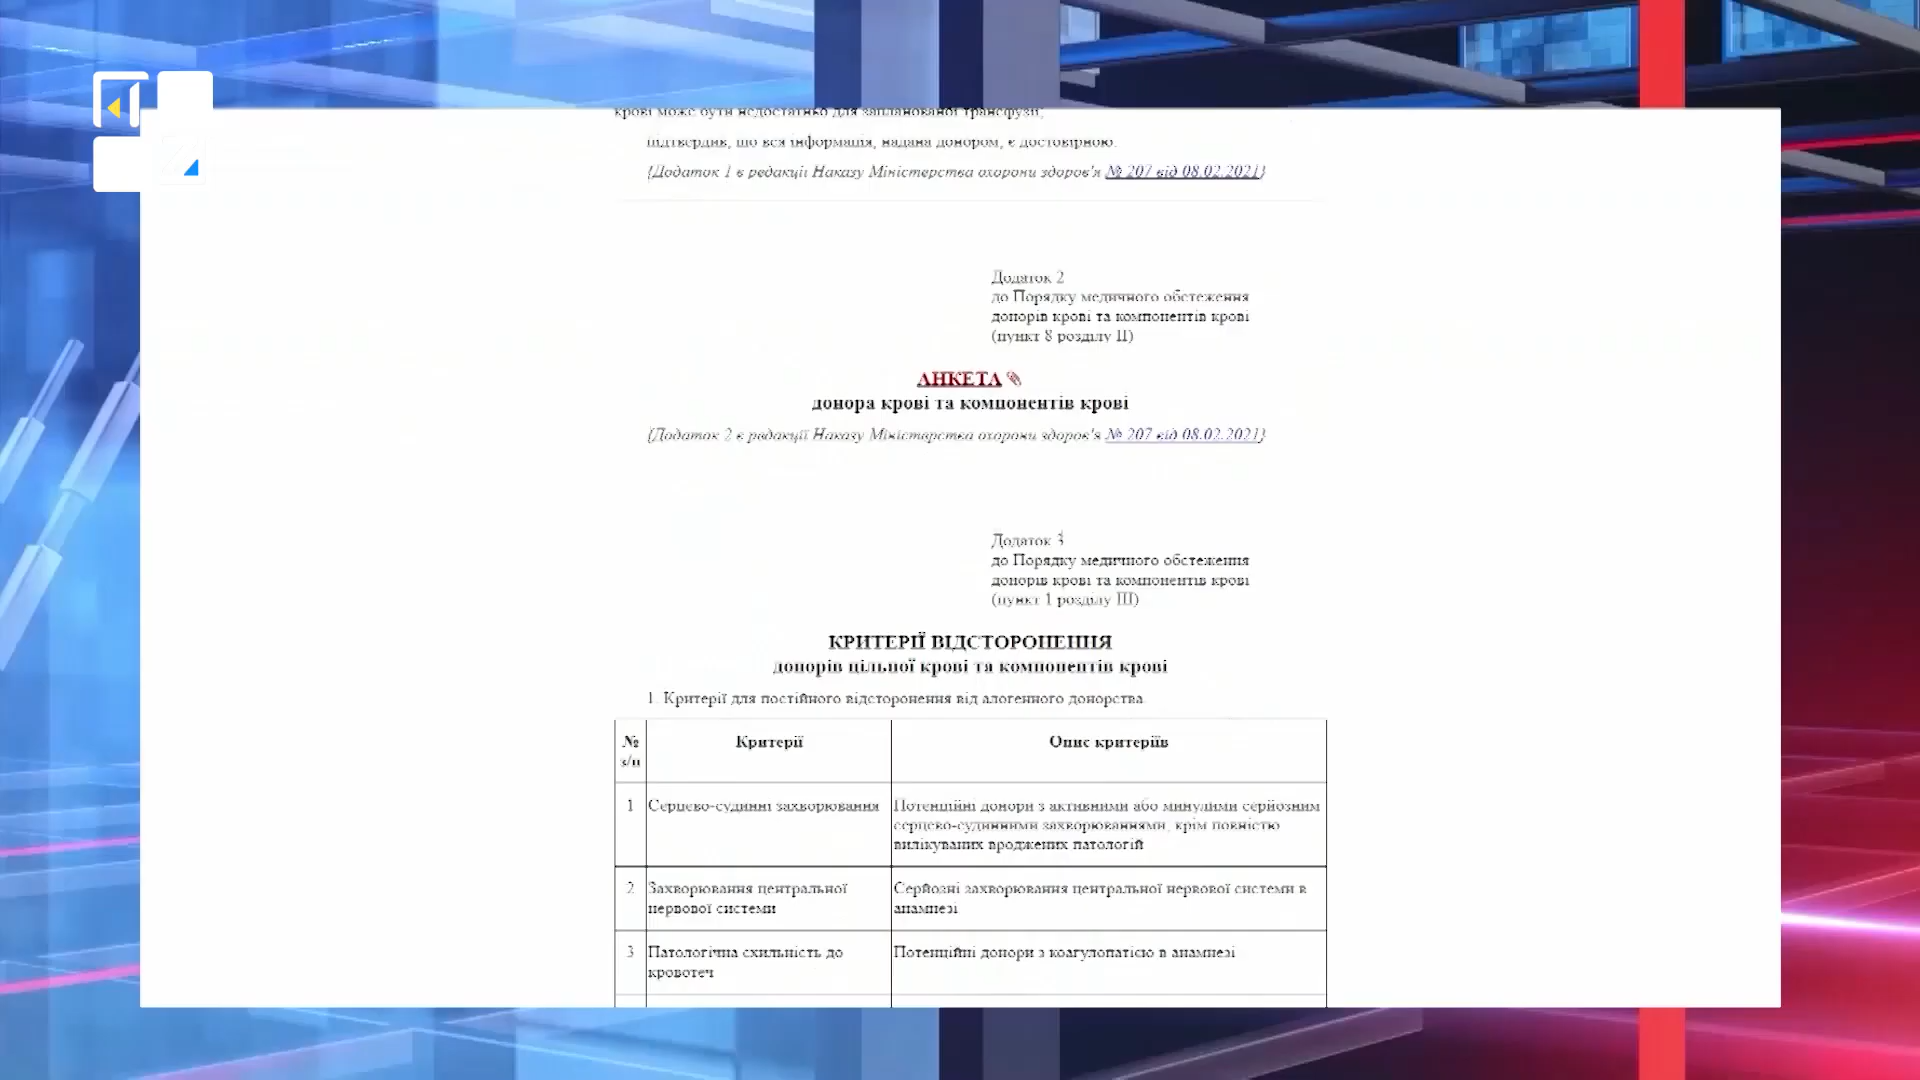 крові може бути недостатньо для запланованої трансфузії;
підтвердив, що вся інформація, надана донором, є достовірною.
{Додаток 1 в редакції Наказу Міністерства охорони здоров'я № 207 від 08.02.2021}
Додаток 2
до Порядку медичного обстеження
донорів крові та компонентів крові
(пункт 8 розділу II)
АНКЕТА
донора крові та компонентів крові
{Додаток 2 в редакції Наказу Міністерства охорони здоров'я № 207 від 08.02.2021}
Додаток 3
до Порядку медичного обстеження
донорів крові та компонентів крові
(пункт 1 розділу III)
КРИТЕРІЇ ВІДСТОРОНЕННЯ
донорів цільної крові та компонентів крові
1. Критерії для постійного відсторонення від алогенного донорства
№ з/п
Критерії
Опис критеріїв
1
Серцево-судинні захворювання
Потенційні донори з активними або минулими серйозним
серцево-судинними захворюваннями, крім повністю
вилікуваних вроджених патологій
2
Захворювання центральної
нервової системи
Серйозні захворювання центральної нервової системи в
анамнезі
3
Патологічна схильність до
кровотеч
Потенційні донори з коагулопатією в анамнезі